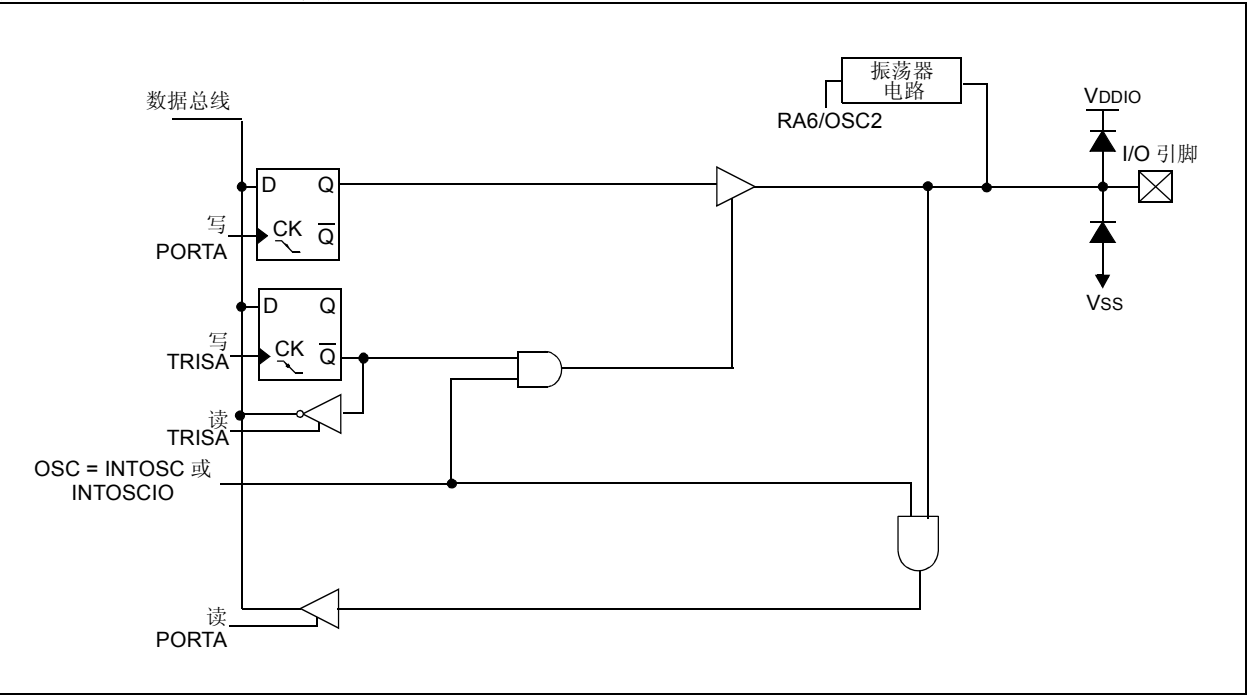 振荡器
电路
RA6/OSC2
VDDIO
数据总线
I/O 引脚
D Q
写
PORTA
CK Q̅
VSS
D Q
写
TRISA
CK Q̅
读
TRISA
OSC = INTOSC 或
INTOSCIO
读
PORTA